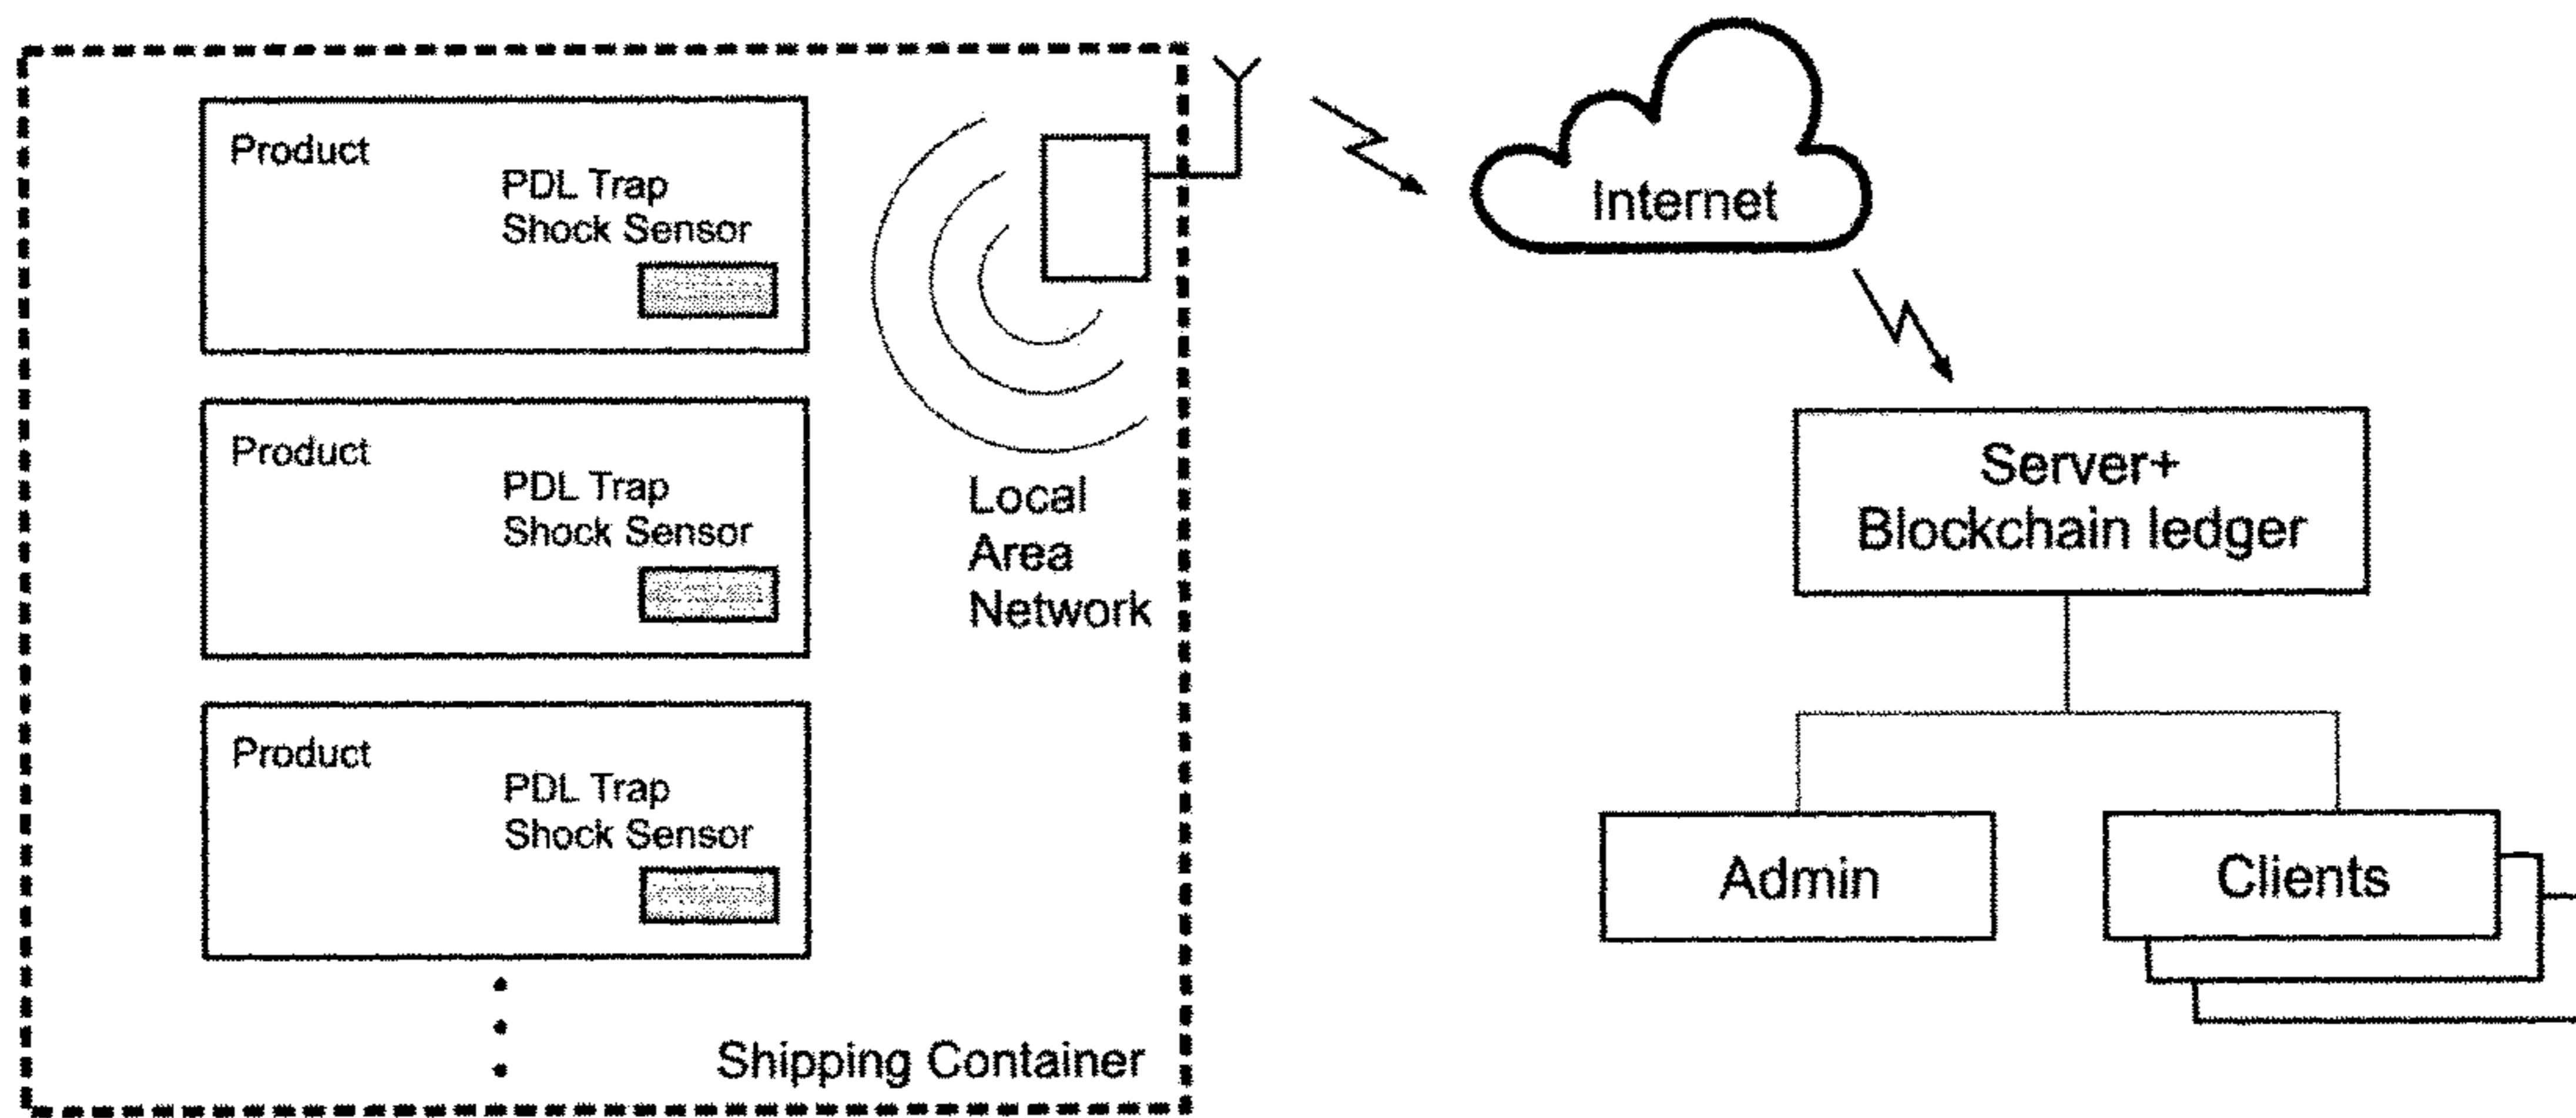 Product
PDL Trap
Shock Sensor
Product
PDL Trap
Shock Sensor
Product
PDL Trap
Shock Sensor
Local
Area
Network
Shipping Container
Internet
Server+
Blockchain ledger
Admin
Clients